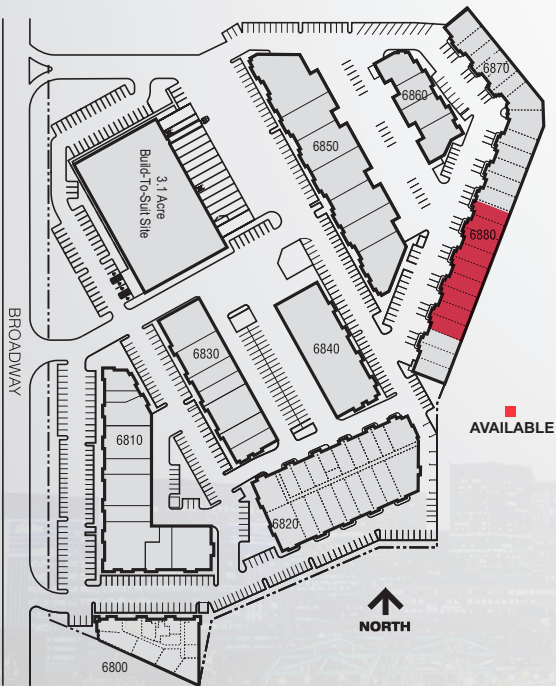 6870
6860
6850
3.1 Acre
Build-To-Suit Site
6880
BROADWAY
6830
6840
AVAILABLE
6810
6820
NORTH
6800